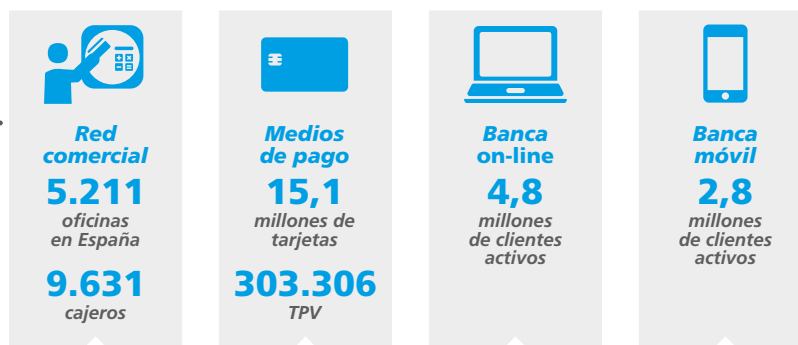 Red
comercial
5.211
oficinas
en España
9.631
cajeros
Medios
de pago
15,1
millones de
tarjetas
303.306
TPV
Banca
on-line
4,8
millones
de clientes
activos
Banca
móvil
2,8
millones
de clientes
activos